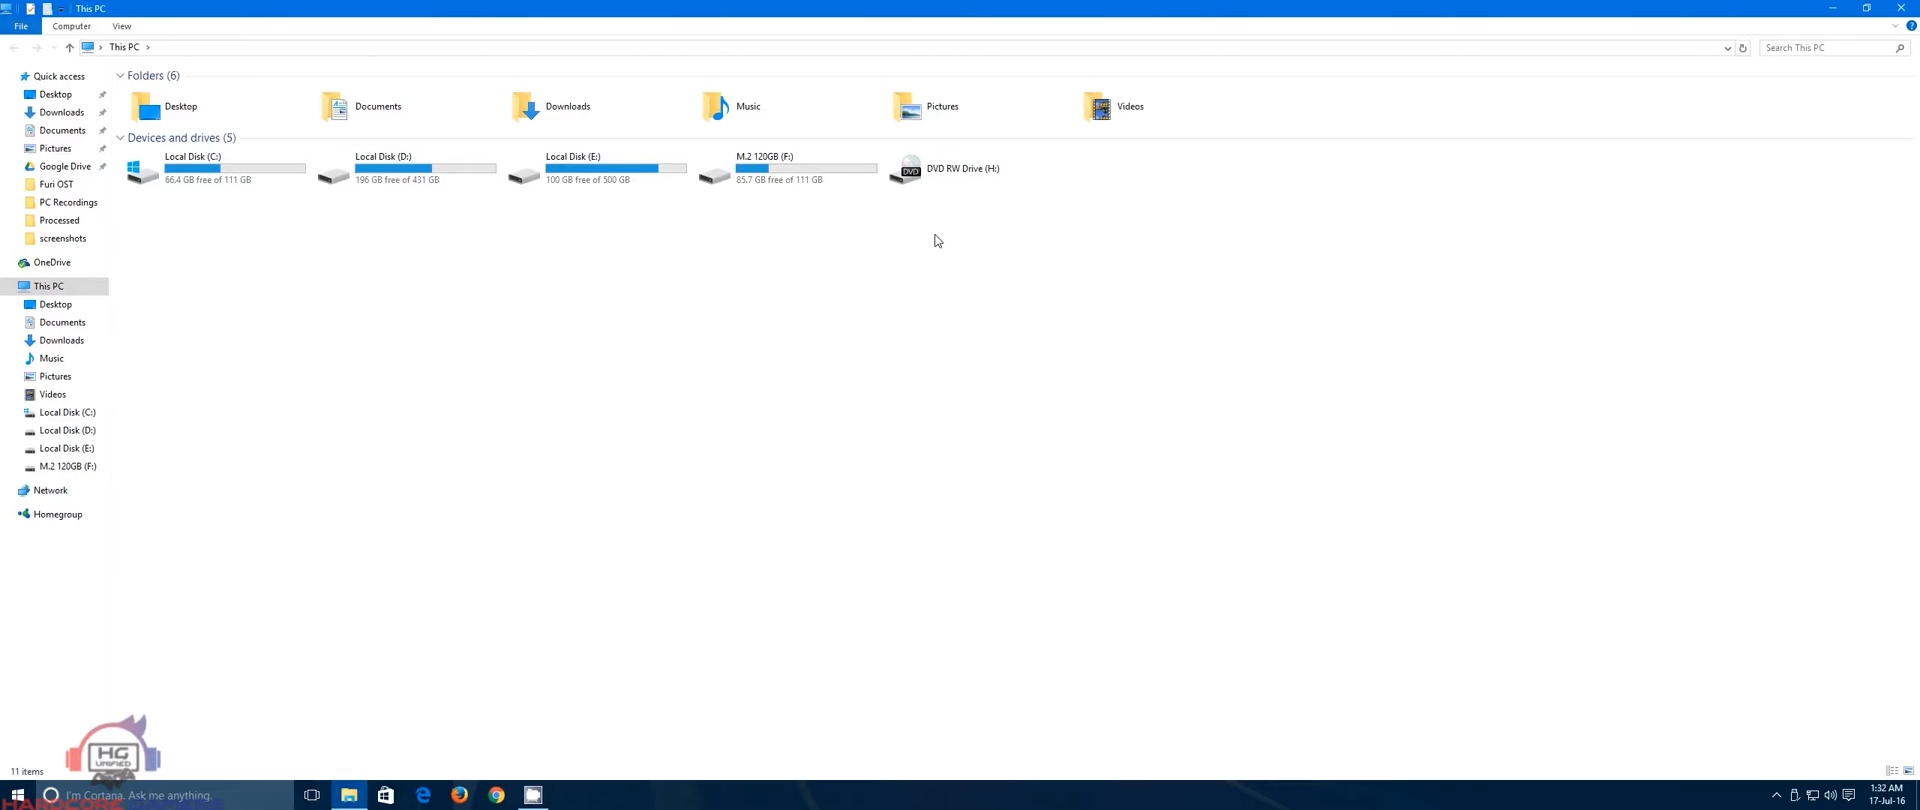 This PC
File Computer View
This PC
Search This PC
Quick access
Desktop
Downloads
Documents
Pictures
Google Drive
Furi OST
PC Recordings
Processed
screenshots
OneDrive
This PC
Desktop
Documents
Downloads
Music
Pictures
Videos
Local Disk (C:)
Local Disk (D:)
Local Disk (E:)
M.2 120GB (F:)
Network
Homegroup
Folders (6)
Desktop
Documents
Downloads
Music
Pictures
Videos
Devices and drives (5)
Local Disk (C:)
66.4 GB free of 111 GB
Local Disk (D:)
196 GB free of 431 GB
Local Disk (E:)
100 GB free of 500 GB
M.2 120GB (F:)
85.7 GB free of 111 GB
DVD
DVD RW Drive (H:)
HG
UNIFIED
11 items
I'm Cortana. Ask me anything.
HARDCORE
1:32 AM
17-Jul-16